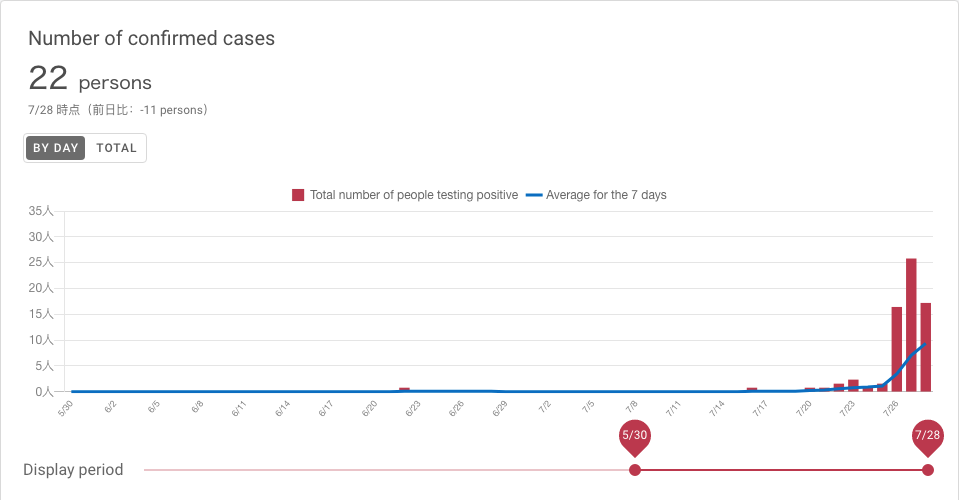 Number of confirmed cases
22 persons
7/28 時点（前日比：-11 persons）
BY DAY TOTAL
Total number of people testing positive Average for the 7 days
35人
30人
25人
20人
15人
10人
5人
0人
5/30 6/2 6/5 6/8 6/11 6/14 6/17 6/20 6/23 6/26 6/29 7/2 7/5 7/8 7/11 7/14 7/17 7/20 7/23 7/26
5/30 7/28
Display period